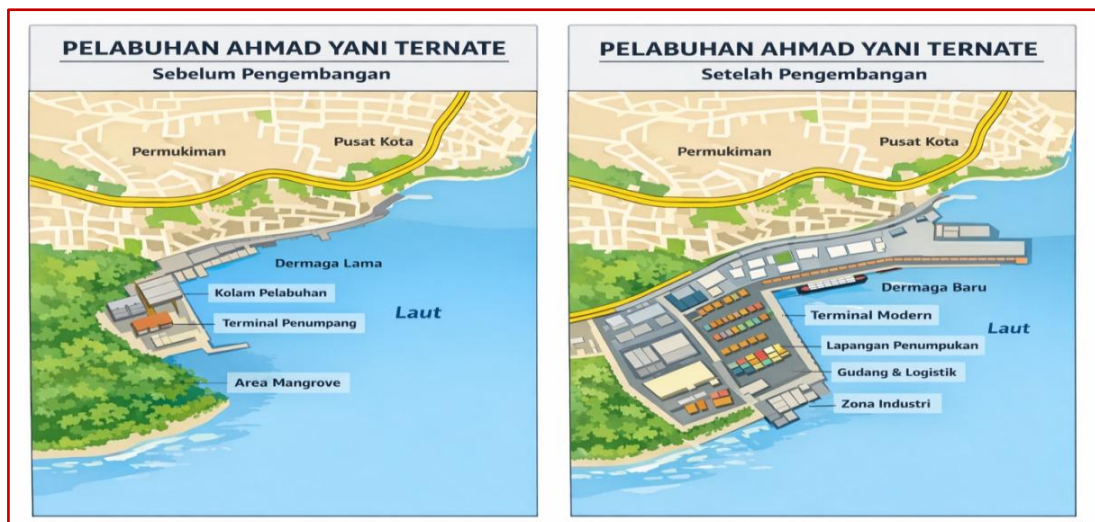 PELABUHAN AHMAD YANI TERNATE
Sebelum Pengembangan
Permukiman
Pusat Kota
Dermaga Lama
Kolam Pelabuhan
Terminal Penumpang
Laut
Area Mangrove
PELABUHAN AHMAD YANI TERNATE
Setelah Pengembangan
Permukiman
Pusat Kota
Dermaga Baru
Terminal Modern
Laut
Lapangan Penumpukan
Gudang & Logistik
Zona Industri